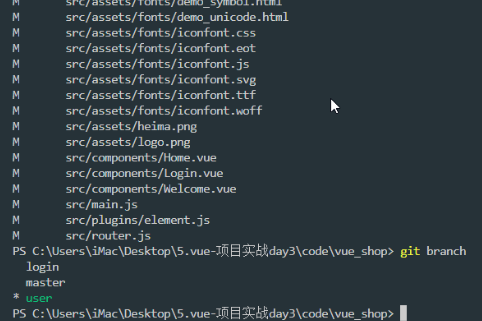 M src/assets/fonts/demo_symbol.html
M src/assets/fonts/demo_unicode.html
M src/assets/fonts/iconfont.css
M src/assets/fonts/iconfont.eot
M src/assets/fonts/iconfont.js
M src/assets/fonts/iconfont.svg
M src/assets/fonts/iconfont.ttf
M src/assets/fonts/iconfont.woff
M src/assets/heima.png
M src/assets/logo.png
M src/components/Home.vue
M src/components/Login.vue
M src/components/Welcome.vue
M src/main.js
M src/plugins/element.js
M src/router.js
PS C:\Users\iMac\Desktop\5.vue-项目实战day3\code\vue_shop> git branch
login
master
* user
PS C:\Users\iMac\Desktop\5.vue-项目实战day3\code\vue_shop>